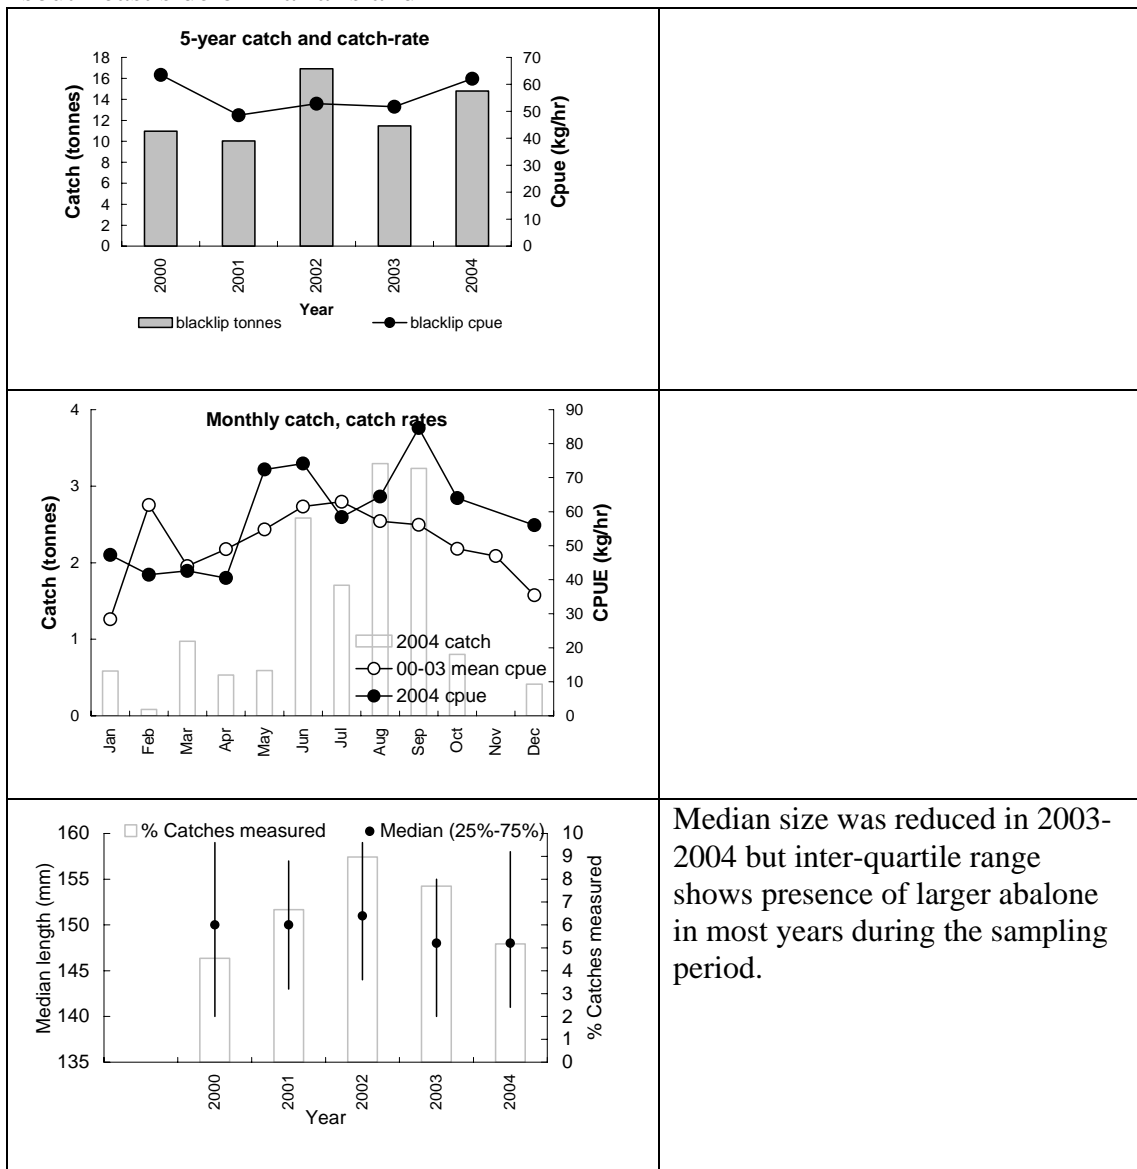 5-year catch and catch-rate
18
16
14
12
10
8
6
4
2
0
Catch (tonnes)
70
60
50
40
30
20
10
0
Cpue (kg/hr)
2000
2001
2002
2003
2004
Year
blacklip tonnes
blacklip cpue
Monthly catch, catch rates
4
3
2
1
0
Catch (tonnes)
90
80
70
60
50
40
30
20
10
0
CPUE (kg/hr)
2004 catch
00-03 mean cpue
2004 cpue
Jan
Feb
Mar
Apr
May
Jun
Jul
Aug
Sep
Oct
Nov
Dec
% Catches measured
Median (25%-75%)
160
155
150
145
140
135
Median length (mm)
10
9
8
7
6
5
4
3
2
1
0
% Catches measured
2000
2001
2002
2003
2004
Year
Median size was reduced in 2003-
2004 but inter-quartile range
shows presence of larger abalone
in most years during the sampling
period.